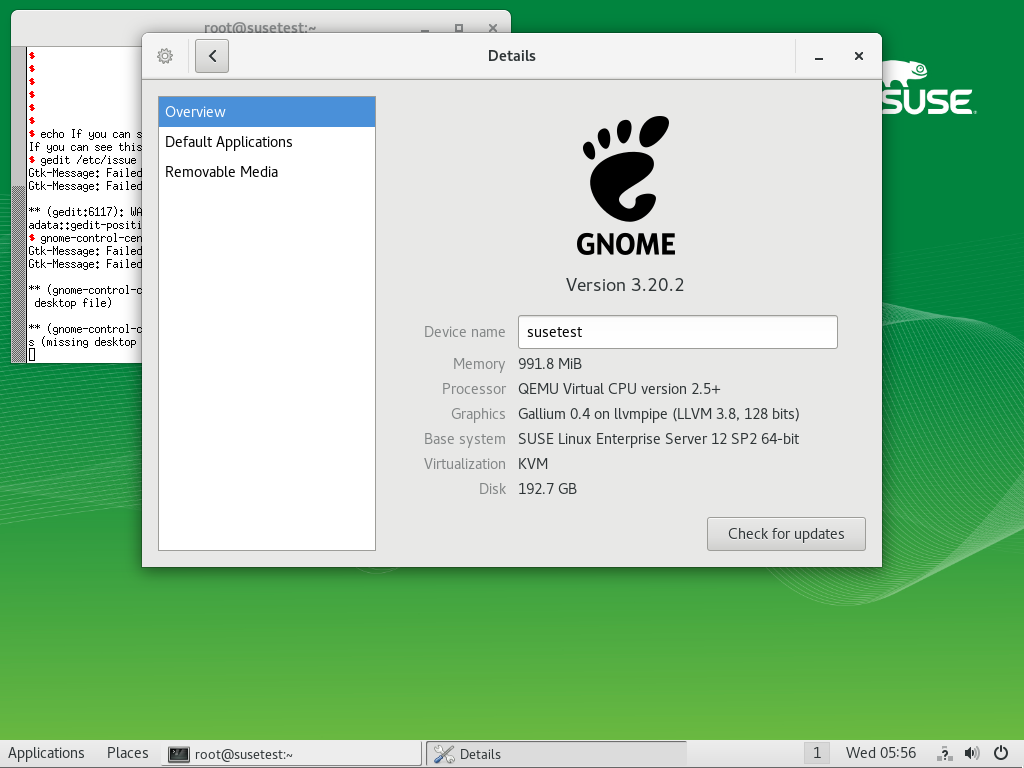 root@susetest:~
Details
SUSE
$
$
$
$
$
$
$ echo If you can s
If you can see this
$ gedit /etc/issue
Gtk-Message: Failed
Gtk-Message: Failed
** (gedit:6117): WA
adata::gedit-positi
$ gnome-control-cen
Gtk-Message: Failed
Gtk-Message: Failed
** (gnome-control-c
desktop file)
** (gnome-control-c
s (missing desktop
Overview
Default Applications
Removable Media
GNOME
Version 3.20.2
Device name susetest
Memory 991.8 MiB
Processor QEMU Virtual CPU version 2.5+
Graphics Gallium 0.4 on llvmpipe (LLVM 3.8, 128 bits)
Base system SUSE Linux Enterprise Server 12 SP2 64-bit
Virtualization KVM
Disk 192.7 GB
Check for updates
Applications Places root@susetest:~ Details 1 Wed 05:56 ?